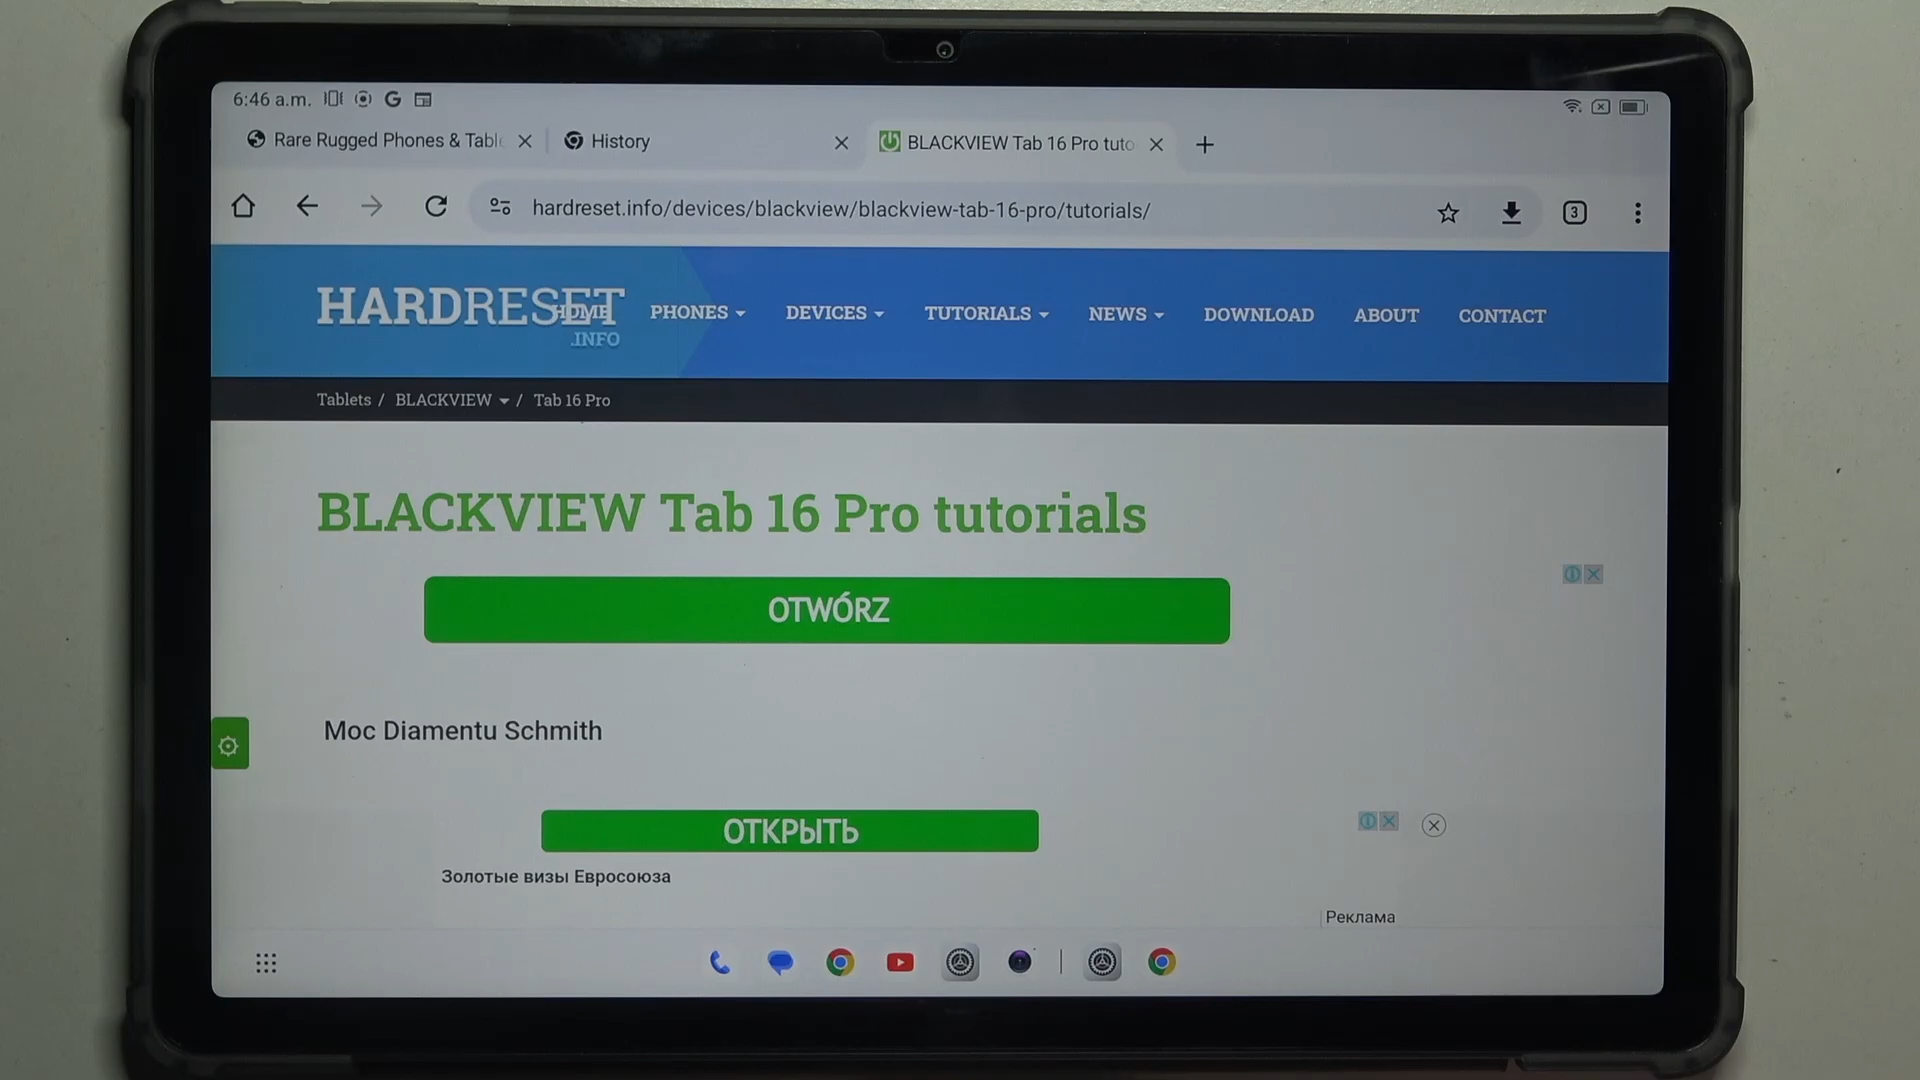 6:46 a.m.
Rare Rugged Phones & Tabl
History
BLACKVIEW Tab 16 Pro tuto
hardreset.info/devices/blackview/blackview-tab-16-pro/tutorials/
3
HARDRESET
.INFO
HOME PHONES DEVICES TUTORIALS NEWS DOWNLOAD ABOUT CONTACT
Tablets / BLACKVIEW / Tab 16 Pro
BLACKVIEW Tab 16 Pro tutorials
OTWÓRZ
Moc Diamentu Schmith
ОТКРЫТЬ
Золотые визы Евросоюза
Реклама